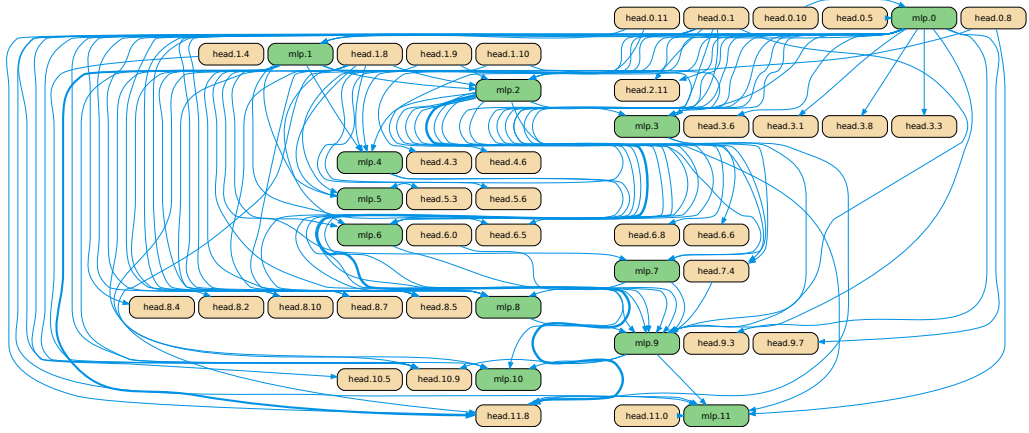 head.0.11 head.0.1 head.0.10 head.0.5 mlp.0 head.0.8
head.1.4 mlp.1 head.1.8 head.1.9 head.1.10
mlp.2 head.2.11
mlp.3 head.3.6 head.3.1 head.3.8 head.3.3
mlp.4 head.4.3 head.4.6
mlp.5 head.5.3 head.5.6
mlp.6 head.6.0 head.6.5 head.6.8 head.6.6
mlp.7 head.7.4
head.8.4 head.8.2 head.8.10 head.8.7 head.8.5 mlp.8
mlp.9 head.9.3 head.9.7
head.10.5 head.10.9 mlp.10
head.11.8 head.11.0 mlp.11